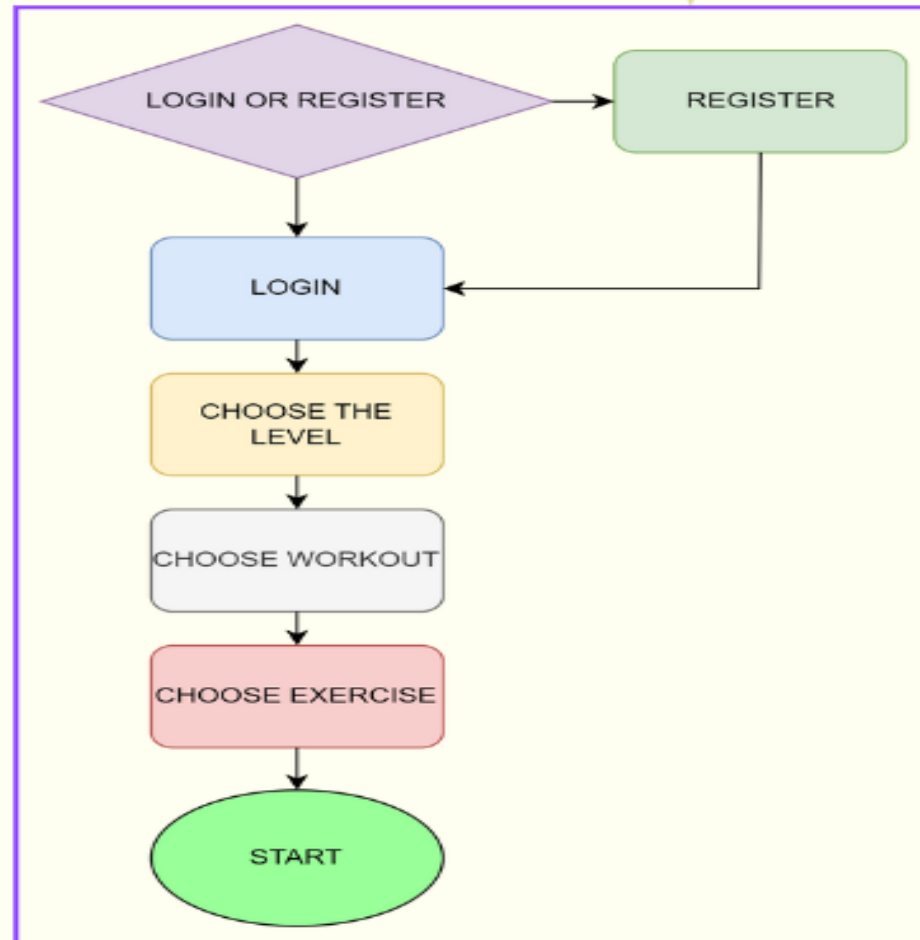 LOGIN OR REGISTER
REGISTER
LOGIN
CHOOSE THE
LEVEL
CHOOSE WORKOUT
CHOOSE EXERCISE
START